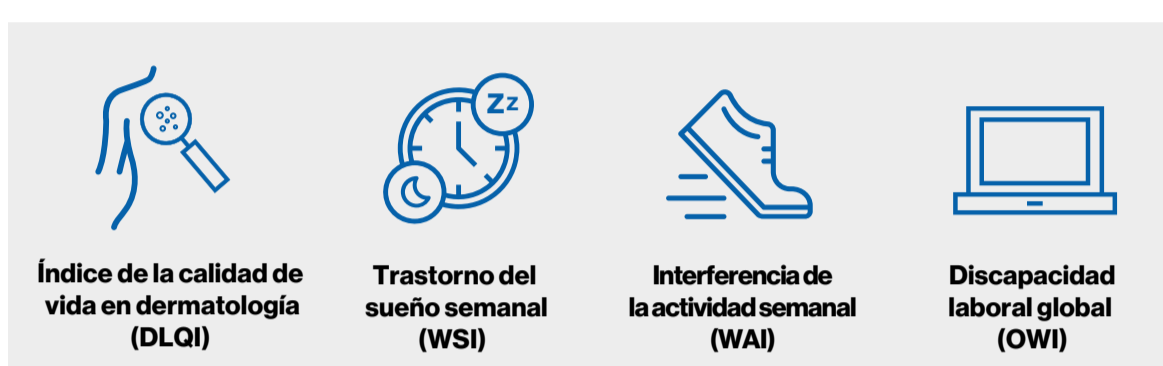 Zz
Índice de la calidad de
vida en dermatología
(DLQI)
Trastorno del
sueño semanal
(WSI)
Interferencia de
la actividad semanal
(WAI)
Discapacidad
laboral global
(OWI)